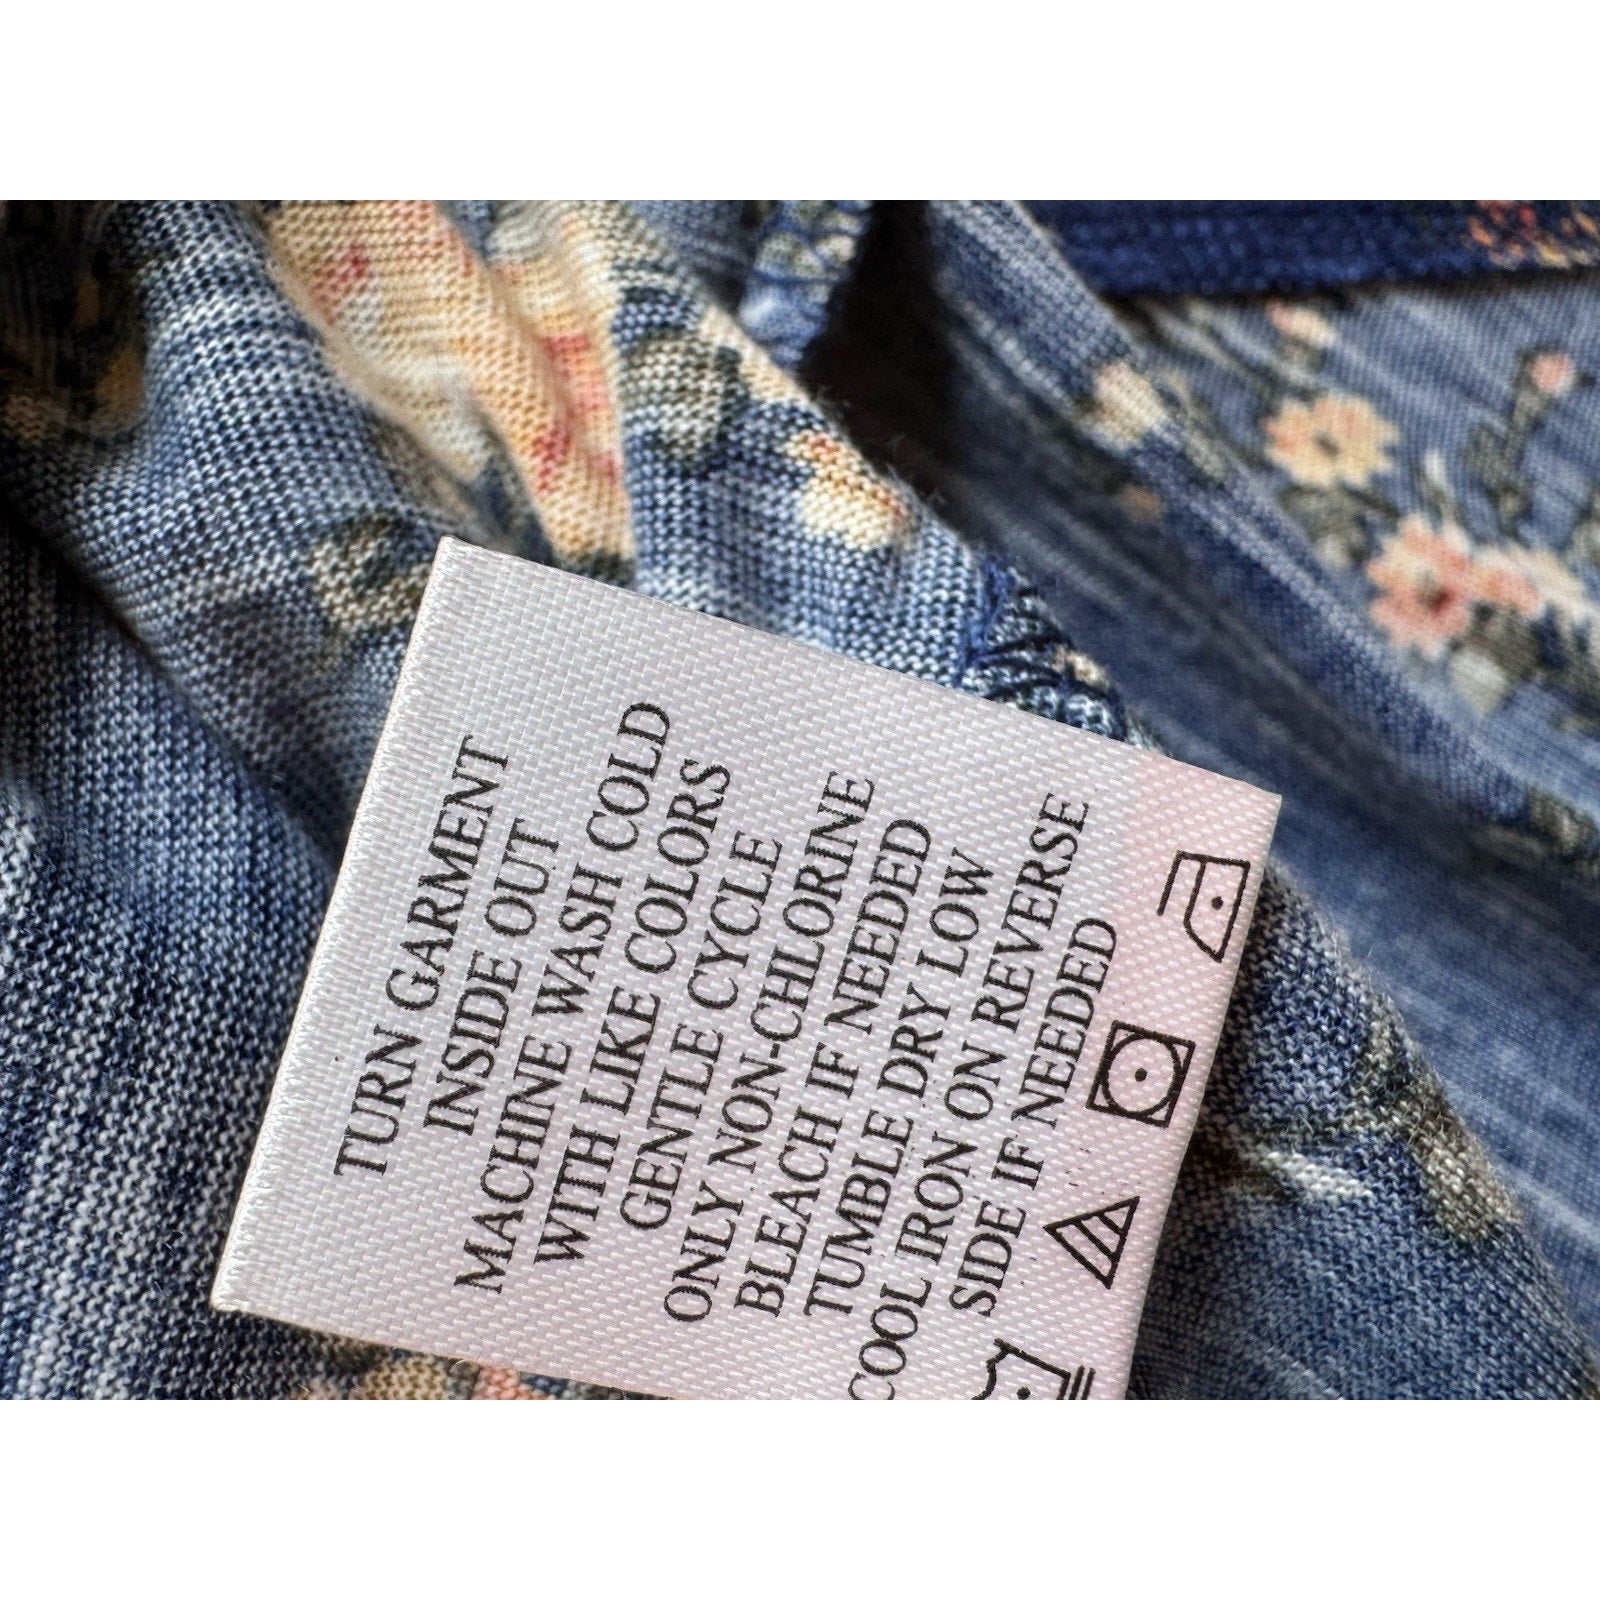 TURN GARMENT
INSIDE OUT
MACHINE WASH COLD
WITH LIKE COLORS
GENTLE CYCLE
ONLY NON-CHLORINE
BLEACH IF NEEDED
TUMBLE DRY LOW
COOL IRON ON REVERSE
SIDE IF NEEDED